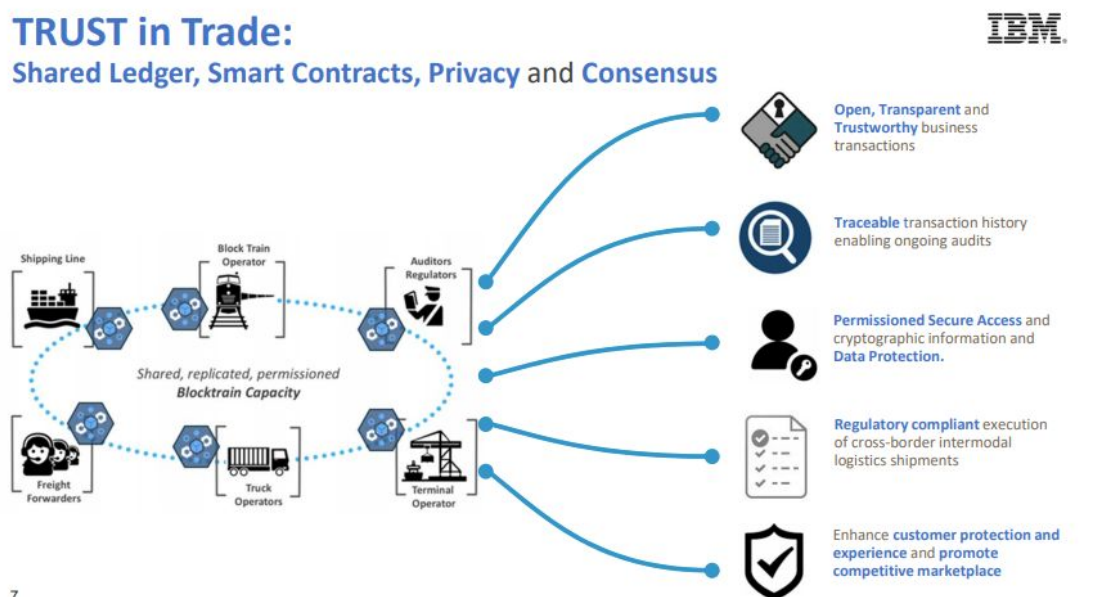 TRUST in Trade:
Shared Ledger, Smart Contracts, Privacy and Consensus
IBM
Shipping Line
Block Train
Operator
Auditors
Regulators
Shared, replicated, permissioned
Blocktrain Capacity
Freight
Forwarders
Truck
Operators
Terminal
Operator
Open, Transparent and
Trustworthy business
transactions
Traceable transaction history
enabling ongoing audits
Permissioned Secure Access and
cryptographic information and
Data Protection.
Regulatory compliant execution
of cross-border intermodal
logistics shipments
Enhance customer protection and
experience and promote
competitive marketplace
7